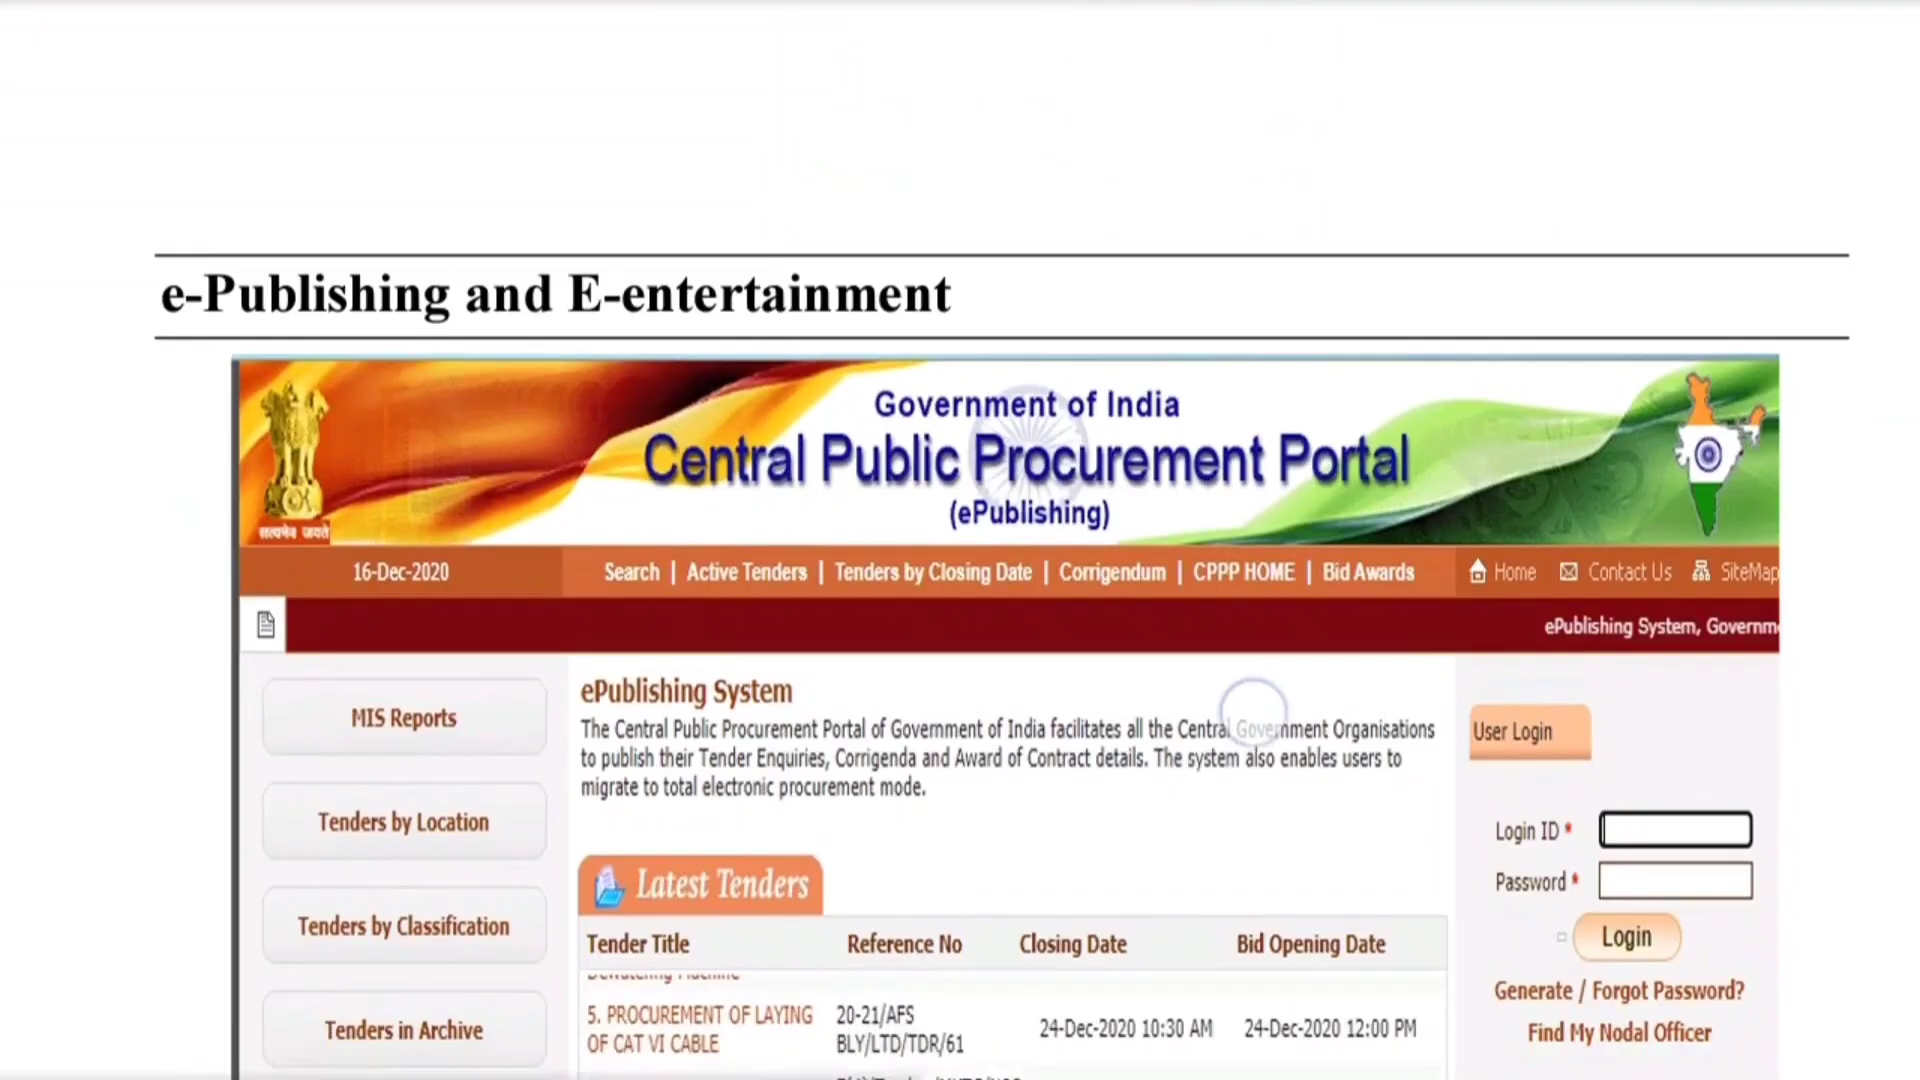 e-Publishing and E-entertainment
Government of India
Central Public Procurement Portal
(ePublishing)
सत्यमेव जयते
16-Dec-2020
Search | Active Tenders | Tenders by Closing Date | Corrigendum | CPPP HOME | Bid Awards
Home Contact Us SiteMap
ePublishing System, Governm
MIS Reports
Tenders by Location
Tenders by Classification
Tenders in Archive
ePublishing System
The Central Public Procurement Portal of Government of India facilitates all the Central Government Organisations
to publish their Tender Enquiries, Corrigenda and Award of Contract details. The system also enables users to
migrate to total electronic procurement mode.
Latest Tenders
Tender Title Reference No Closing Date Bid Opening Date
5. PROCUREMENT OF LAYING
OF CAT VI CABLE
20-21/AFS
BLY/LTD/TDR/61
24-Dec-2020 10:30 AM 24-Dec-2020 12:00 PM
User Login
Login ID *
Password *
Login
Generate / Forgot Password?
Find My Nodal Officer